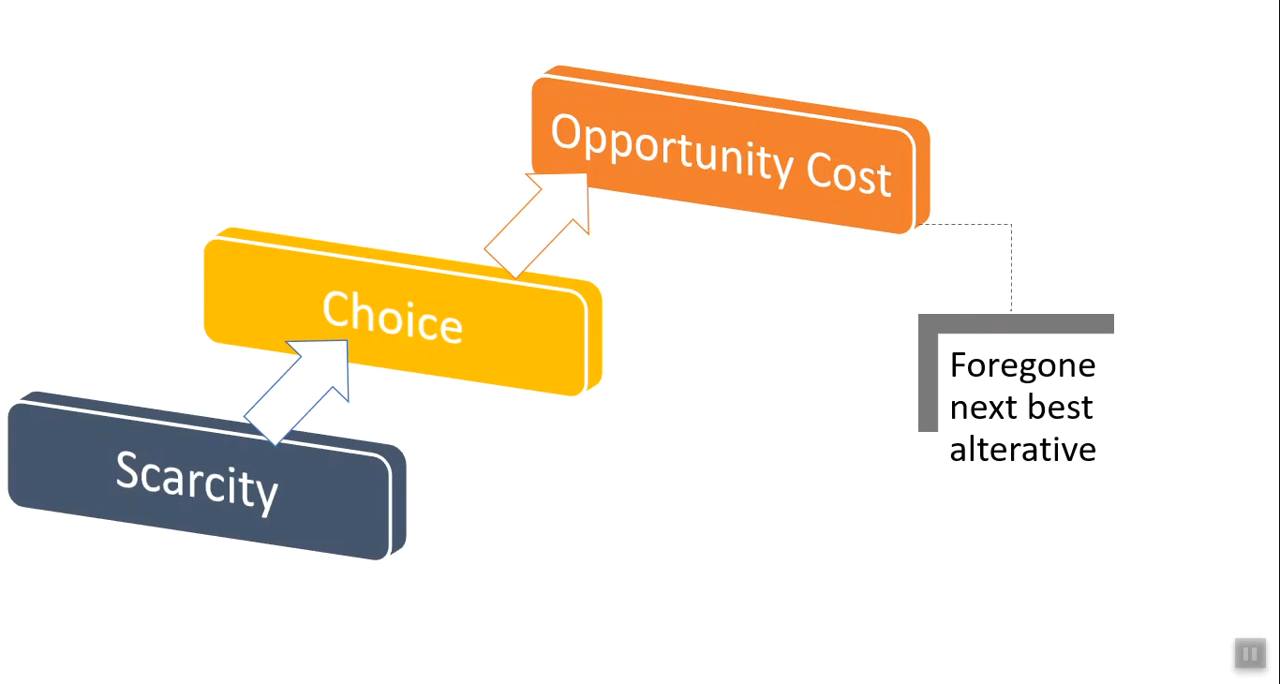 Opportunity Cost
Choice
Scarcity
Foregone
next best
alterative